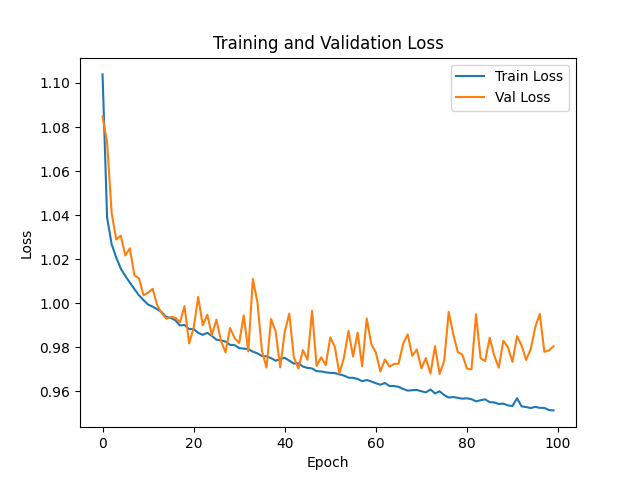 Training and Validation Loss
Train Loss
Val Loss
1.10
1.08
1.06
1.04
1.02
1.00
0.98
0.96
Loss
0 20 40 60 80 100
Epoch